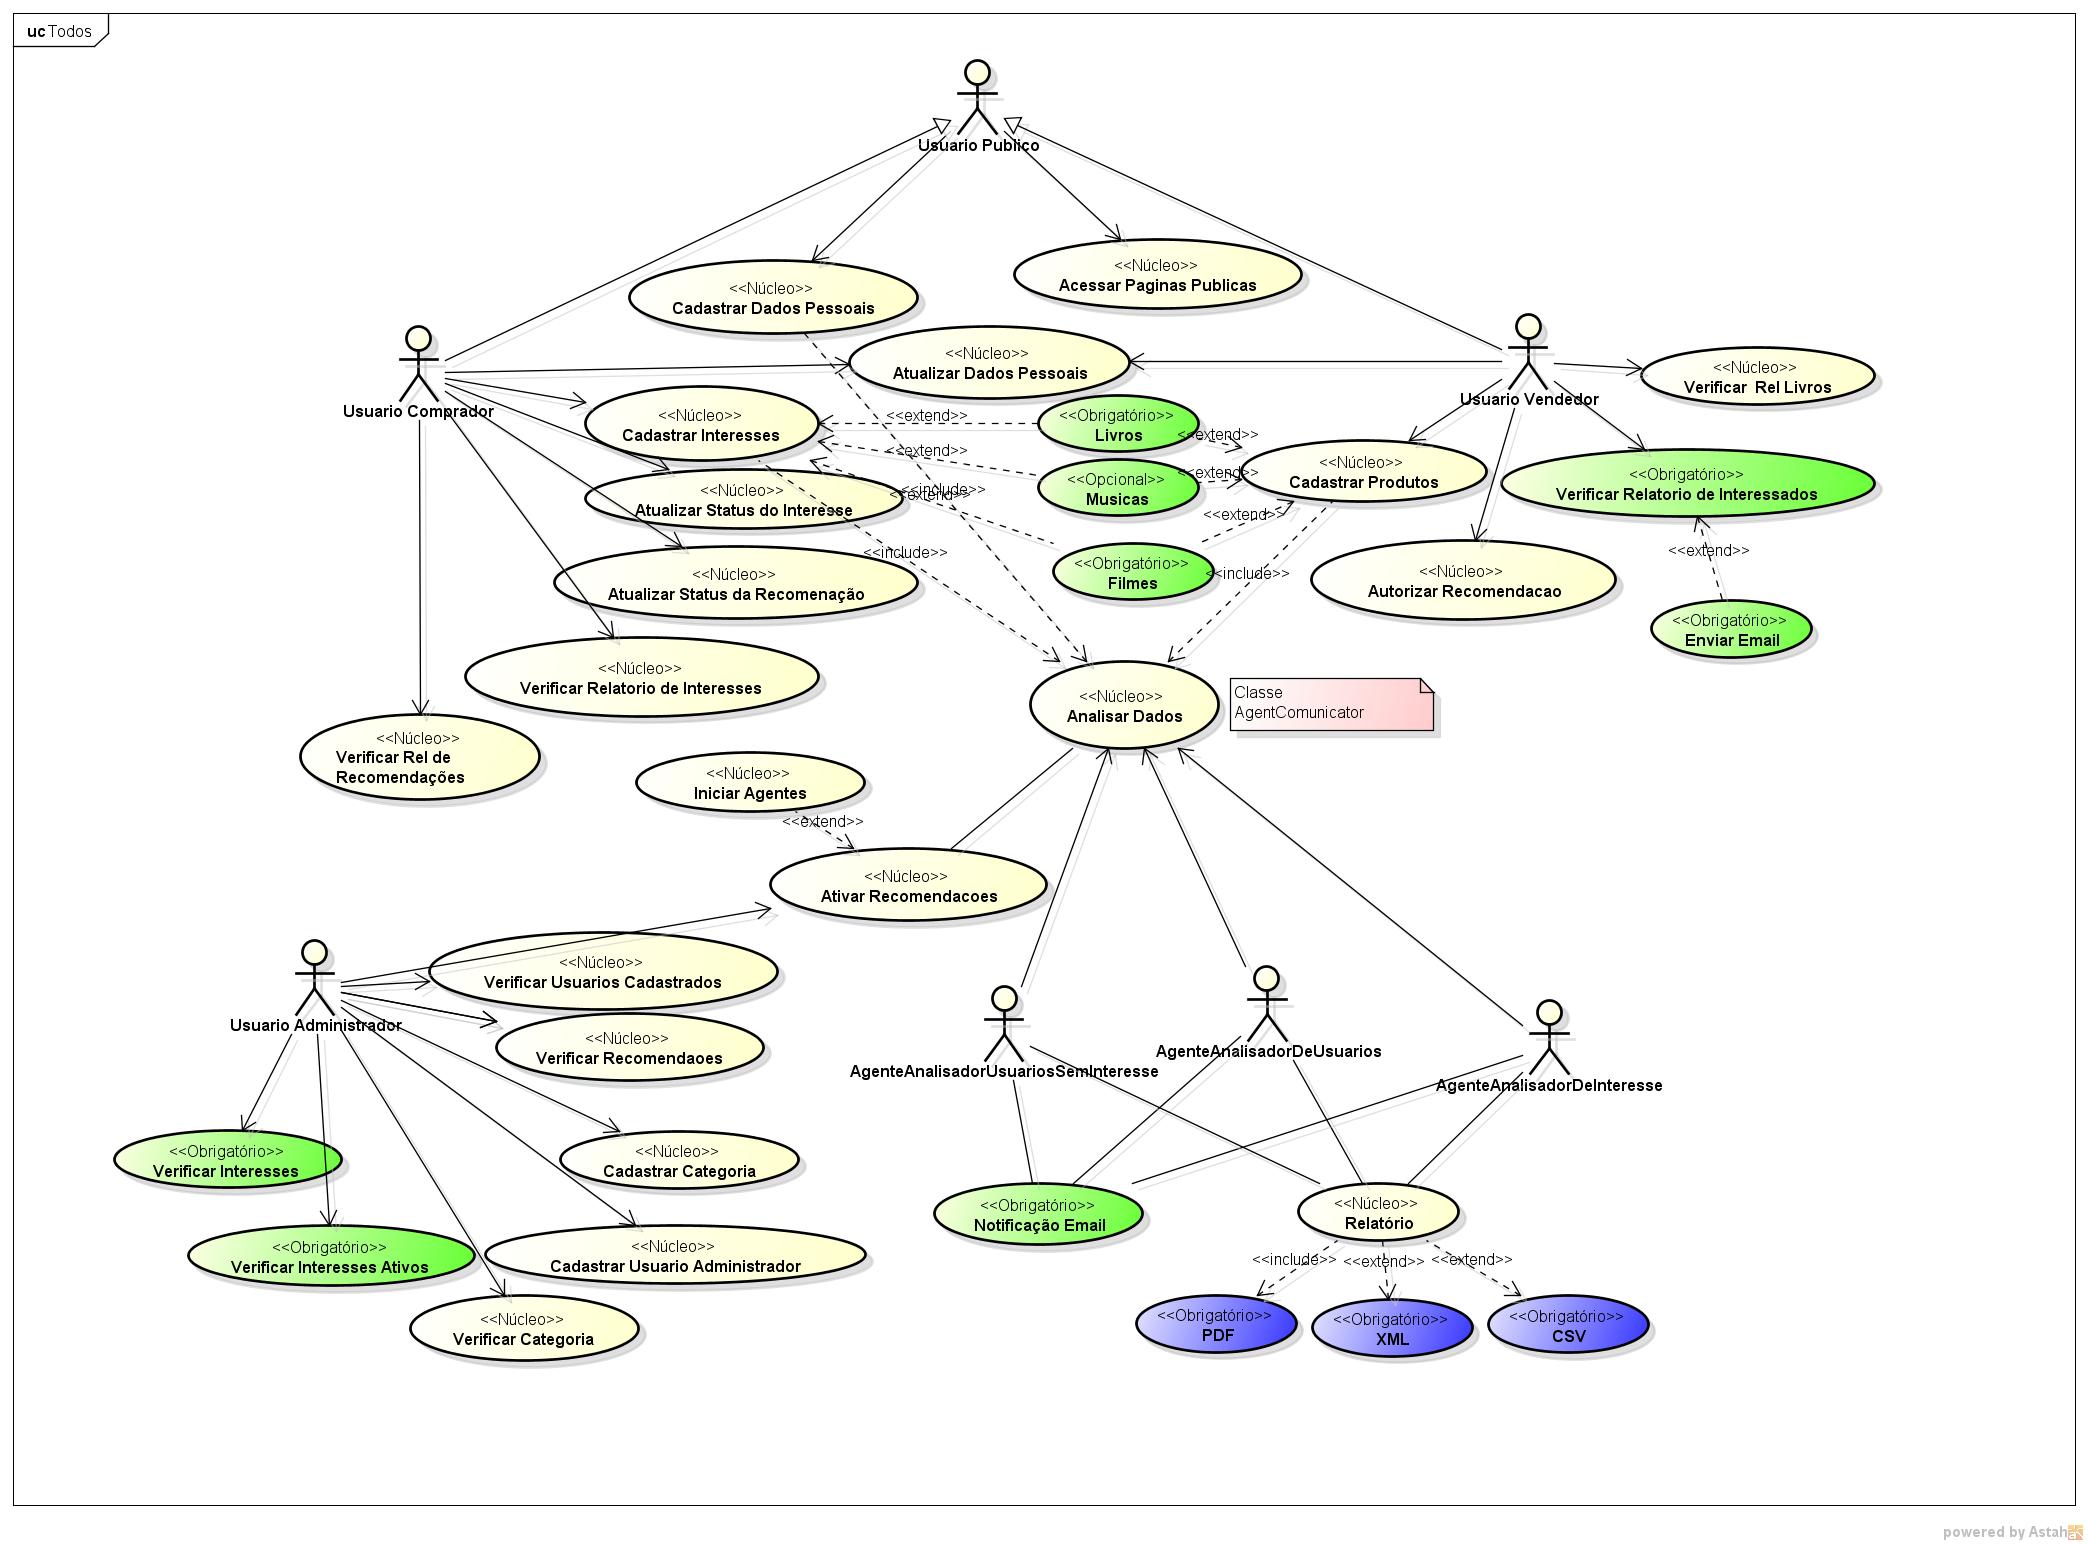 uc Todos
Usuario Publico
<<Núcleo>>
Acessar Paginas Publicas
<<Núcleo>>
Cadastrar Dados Pessoais
Usuario Comprador
<<Núcleo>>
Atualizar Dados Pessoais
Usuario Vendedor
<<Núcleo>>
Verificar  Rel Livros
<<Núcleo>>
Cadastrar Interesses
<<extend>>
<<Obrigatório>>
Livros
<<extend>>
<<extend>>
<<Opcional>>
Musicas
<<extend>>
<<Núcleo>>
Cadastrar Produtos
<<Obrigatório>>
Verificar Relatorio de Interessados
<<Núcleo>>
Atualizar Status do Interesse
<<include>>
<<extend>>
<<extend>>
<<include>>
<<Obrigatório>>
Filmes
<<include>>
<<Núcleo>>
Autorizar Recomendacao
<<extend>>
<<Núcleo>>
Atualizar Status da Recomenação
<<Obrigatório>>
Enviar Email
<<Núcleo>>
Verificar Relatorio de Interesses
<<Núcleo>>
Analisar Dados
Classe
AgentComunicator
<<Núcleo>>
Verificar Rel de
Recomendações
<<Núcleo>>
Iniciar Agentes
<<extend>>
<<Núcleo>>
Ativar Recomendacoes
<<Núcleo>>
Verificar Usuarios Cadastrados
Usuario Administrador
<<Núcleo>>
Verificar Recomendaoes
AgenteAnalisadorUsuariosSemInteresse
AgenteAnalisadorDeUsuarios
AgenteAnalisadorDeInteresse
<<Obrigatório>>
Verificar Interesses
<<Núcleo>>
Cadastrar Categoria
<<Obrigatório>>
Notificação Email
<<Núcleo>>
Relatório
<<Obrigatório>>
Verificar Interesses Ativos
<<Núcleo>>
Cadastrar Usuario Administrador
<<include>>
<<extend>>
<<extend>>
<<Núcleo>>
Verificar Categoria
<<Obrigatório>>
PDF
<<Obrigatório>>
XML
<<Obrigatório>>
CSV
powered by Astah